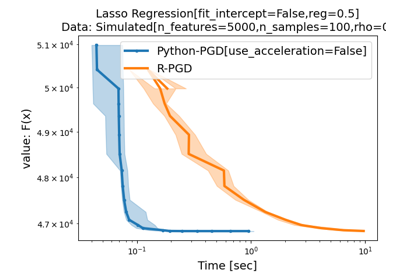 Lasso Regression[fit_intercept=False,reg=0.5]
Data: Simulated[n_features=5000,n_samples=100,rho=0
Python-PGD[use_acceleration=False]
R-PGD
value: F(x)
5.1 × 10⁴
5 × 10⁴
4.9 × 10⁴
4.8 × 10⁴
4.7 × 10⁴
10⁻¹
10⁰
10¹
Time [sec]